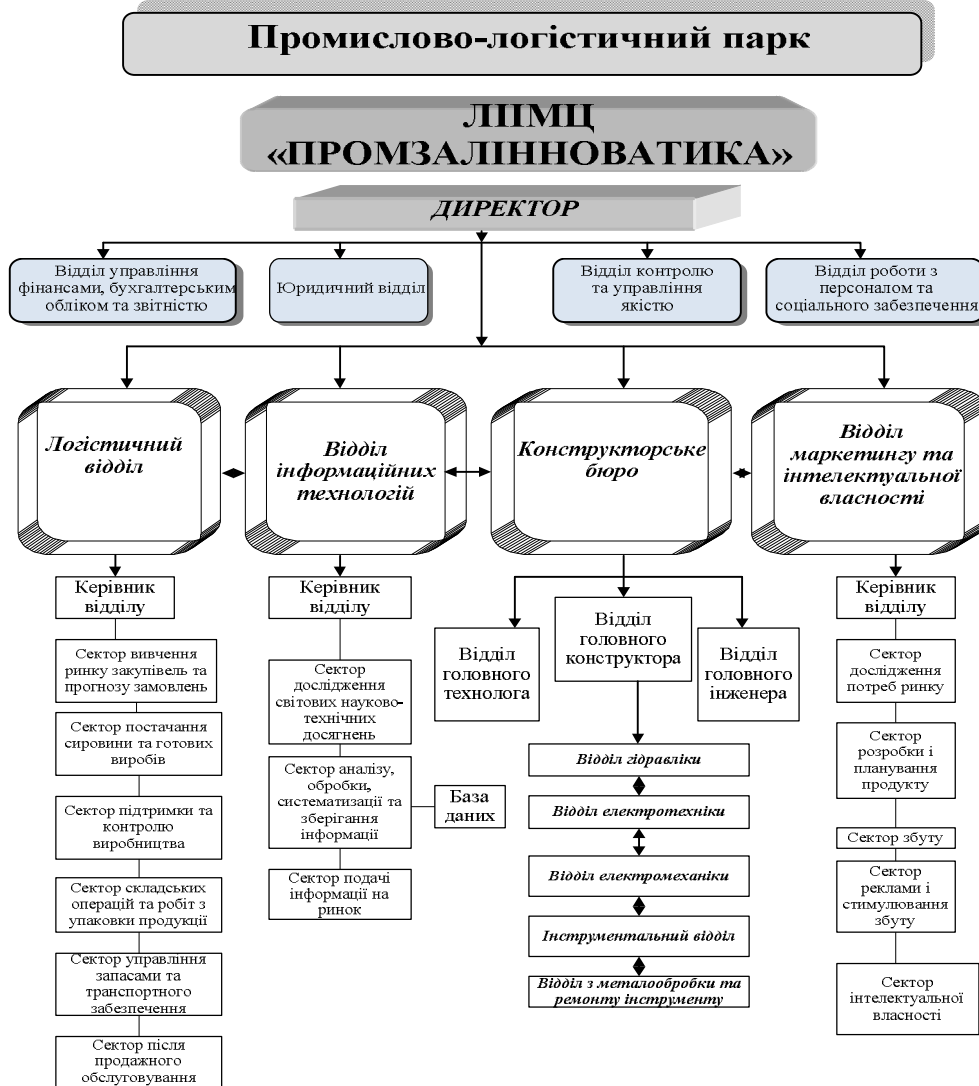 Промислово-логістичний парк
ЛПМЦ
«ПРОМЗАЛІННОВАТИКА»
ДИРЕКТОР
Відділ управління
фінансами, бухгалтерським
обліком та звітністю
Юридичний відділ
Відділ контролю
та управління
якістю
Відділ роботи з
персоналом та
соціального забезпечення
Логістичний
відділ
Відділ
інформаційних
технологій
Конструкторське
бюро
Відділ
маркетингу та
інтелектуальної
власності
Керівник
відділу
Сектор вивчення
ринку закупівель та
прогнозу замовлень
Сектор постачання
сировини та готових
виробів
Сектор підтримки та
контролю
виробництва
Сектор складських
операцій та робіт з
упаковки продукції
Сектор управління
запасами та
транспортного
забезпечення
Сектор після
продажного
обслуговування
Керівник
відділу
Сектор
дослідження
світових науково-
технічних
досягнень
Сектор аналізу,
обробки,
систематизації та
зберігання
інформації
База
даних
Сектор подачі
інформації на
ринок
Відділ
головного
технолога
Відділ
головного
конструктора
Відділ
головного
інженера
Відділ гідравліки
Відділ електротехніки
Відділ електромеханіки
Інструментальний відділ
Відділ з металообробки та
ремонту інструменту
Керівник
відділу
Сектор
дослідження
потреб ринку
Сектор
розробки і
планування
продукту
Сектор збуту
Сектор
реклами і
стимулювання
збуту
Сектор
інтелектуальної
власності